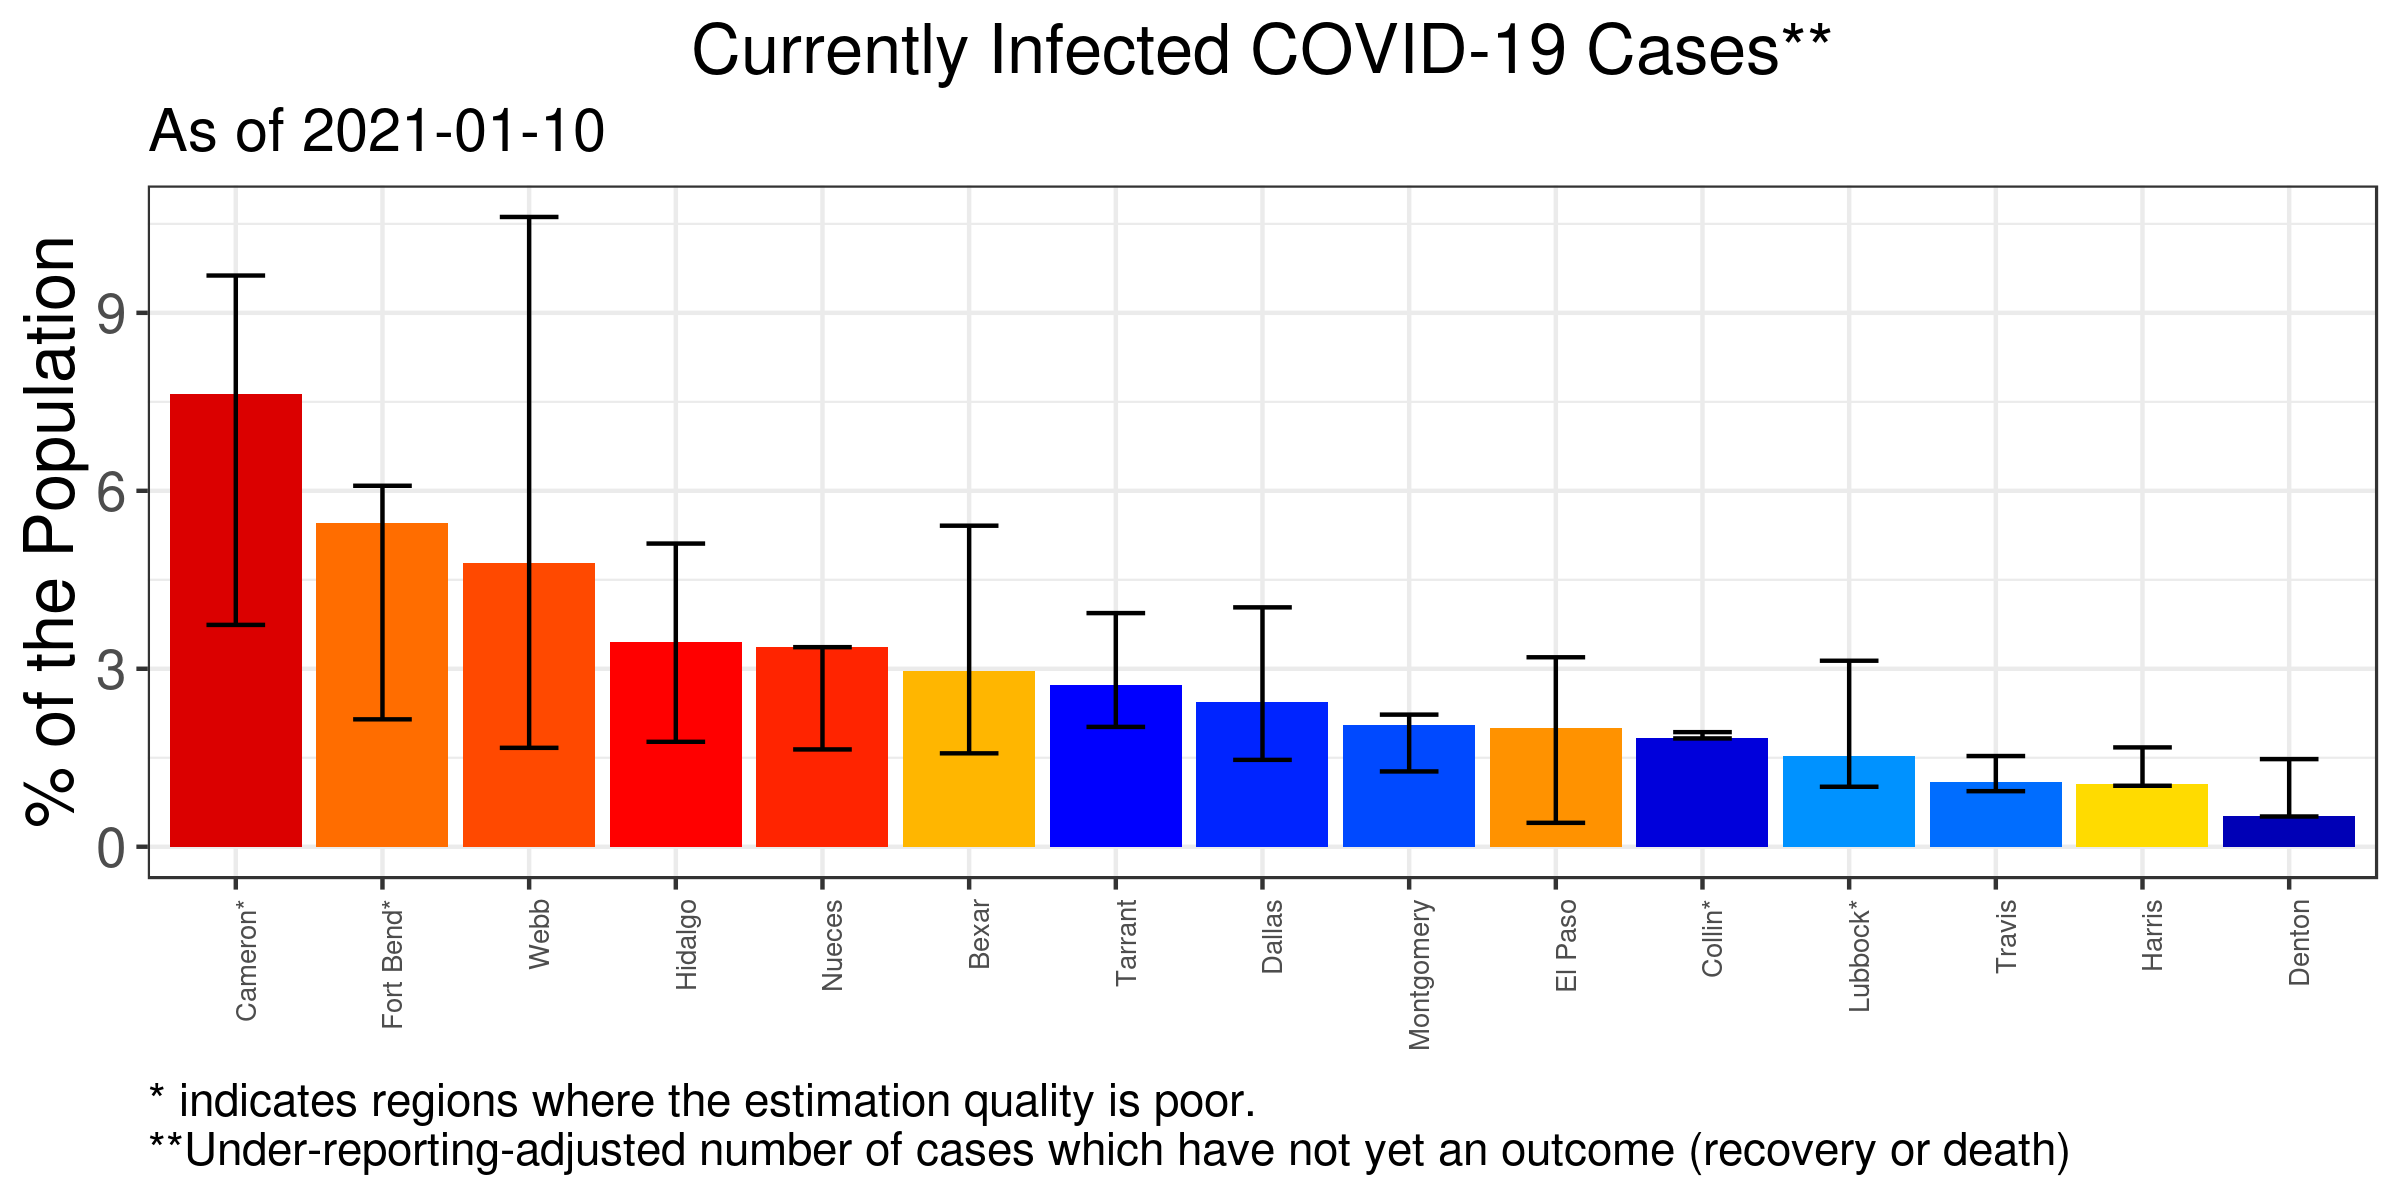 Currently Infected COVID-19 Cases**
As of 2021-01-10
% of the Population
9
6
3
0
Cameron*
Fort Bend*
Webb
Hidalgo
Nueces
Bexar
Tarrant
Dallas
Montgomery
El Paso
Collin*
Lubbock*
Travis
Harris
Denton
* indicates regions where the estimation quality is poor.
**Under-reporting-adjusted number of cases which have not yet an outcome (recovery or death)